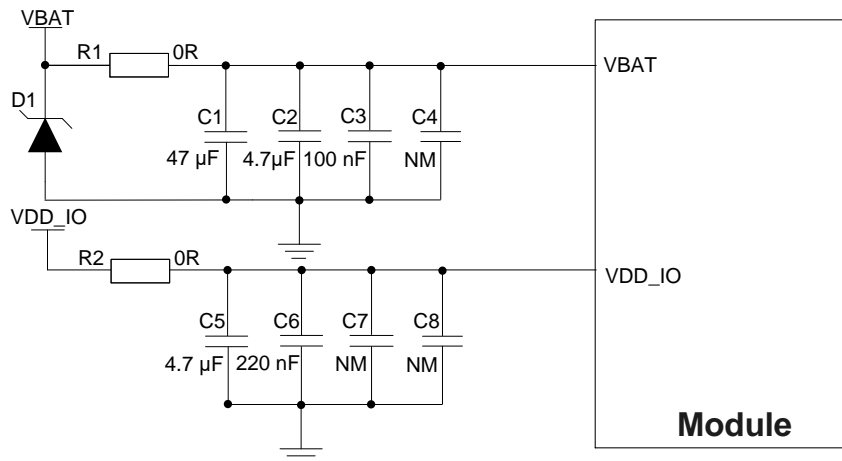 VBAT
R1 0R
VBAT
D1
C1 C2 C3 C4
47 µF 4.7µF 100 nF NM
VDD_IO
R2 0R
VDD_IO
C5 C6 C7 C8
4.7 µF 220 nF NM NM
Module